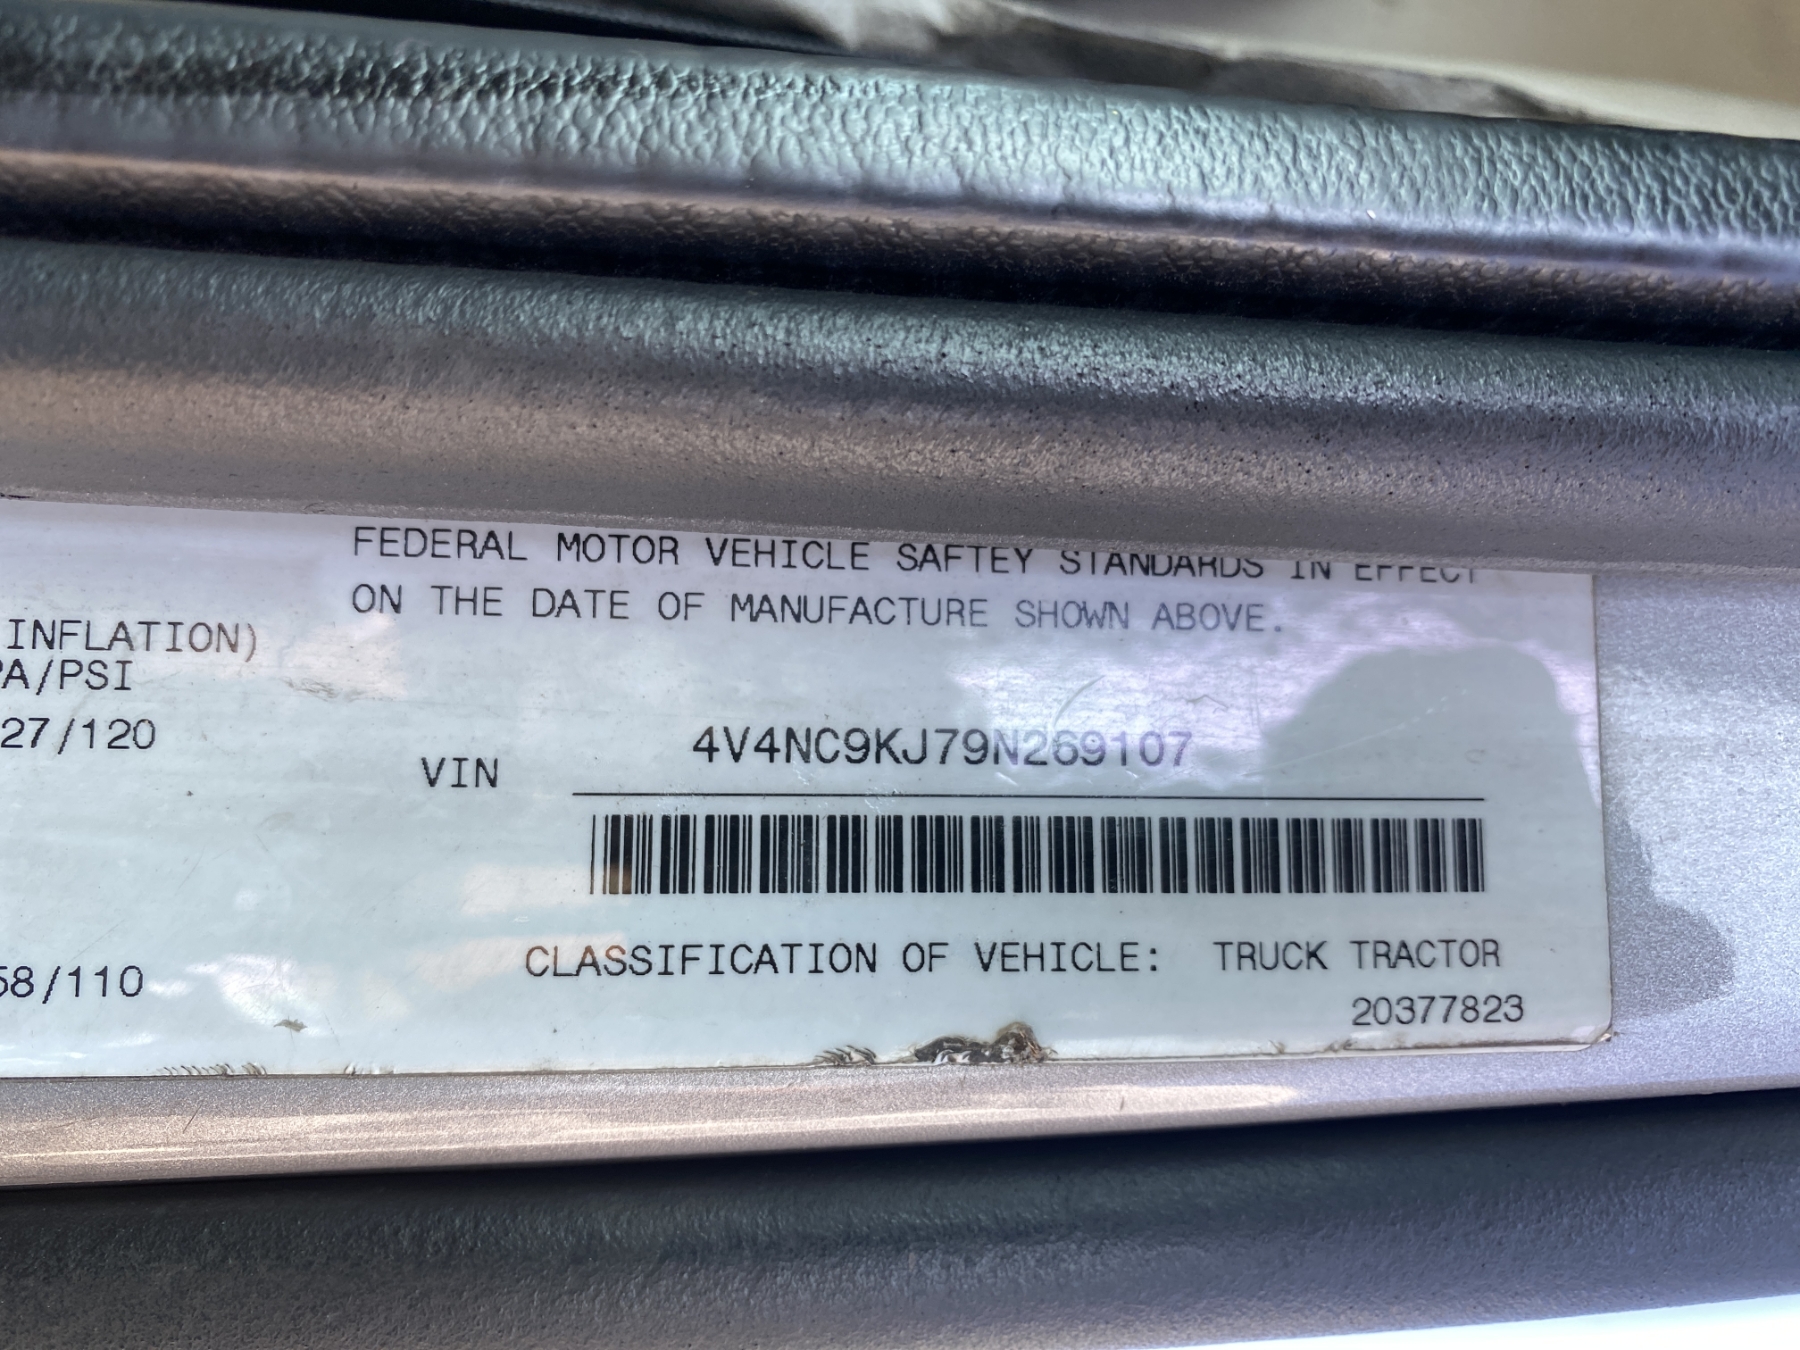 FEDERAL MOTOR VEHICLE SAFTEY STANDARDS IN EFFECT
ON THE DATE OF MANUFACTURE SHOWN ABOVE.
INFLATION)
PA/PSI
27/120
4V4NC9KJ79N269107
VIN
CLASSIFICATION OF VEHICLE: TRUCK TRACTOR
58/110
20377823